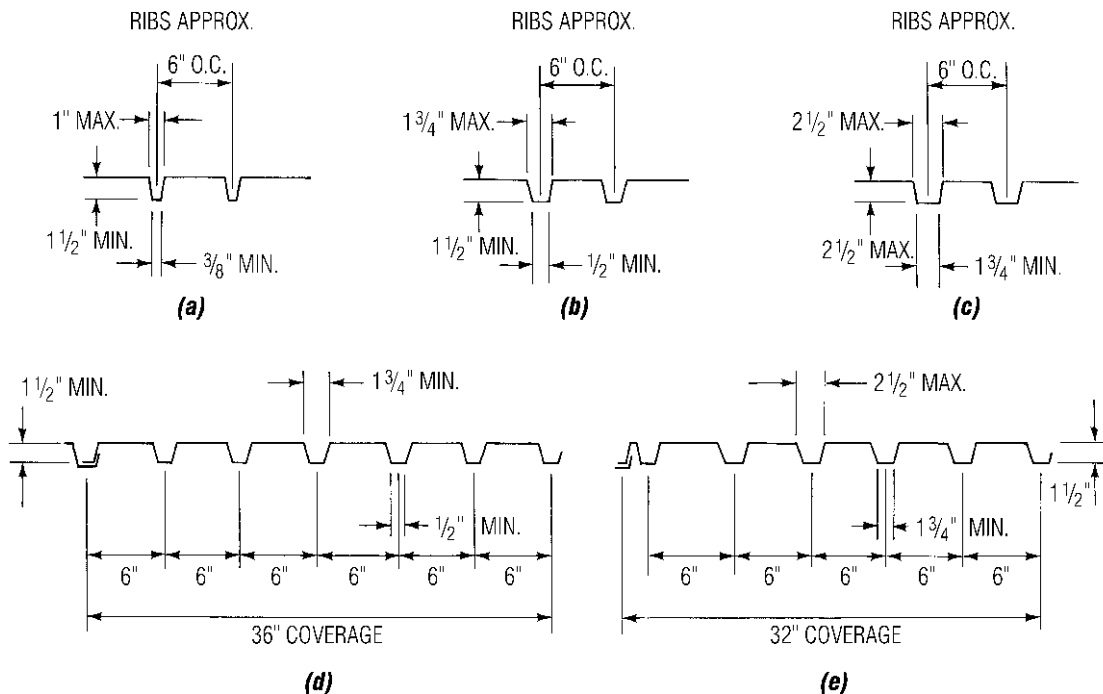 RIBS APPROX.
6" O.C.
1" MAX.
1 1/2" MIN.
3/8" MIN.
(a)
RIBS APPROX.
6" O.C.
1 3/4" MAX.
1 1/2" MIN.
1/2" MIN.
(b)
RIBS APPROX.
6" O.C.
2 1/2" MAX.
2 1/2" MAX.
1 3/4" MIN.
(c)
1 1/2" MIN.
1 3/4" MIN.
1/2" MIN.
6" 6" 6" 6" 6" 6"
36" COVERAGE
(d)
2 1/2" MAX.
1 1/2"
1 3/4" MIN.
6" 6" 6" 6" 6"
32" COVERAGE
(e)